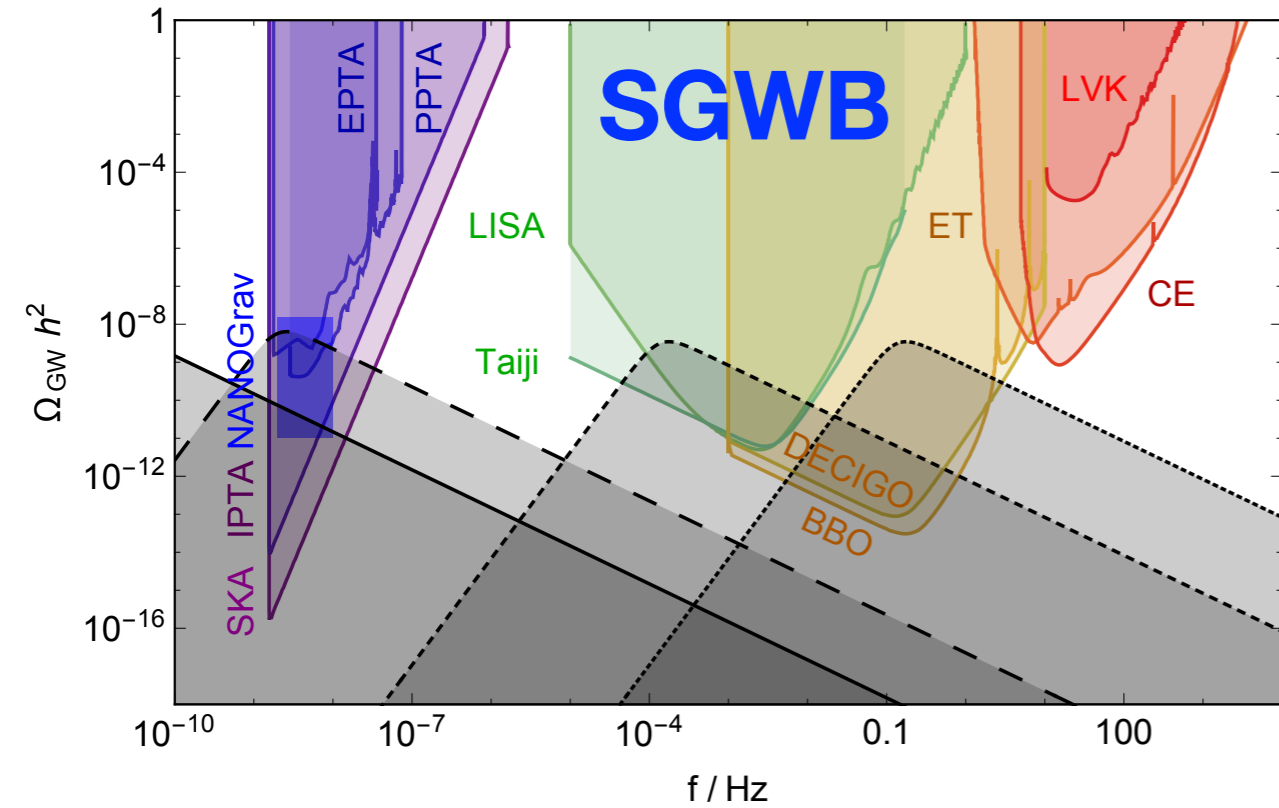 1
10⁻⁴
10⁻⁸
10⁻¹²
10⁻¹⁶
Ω_GW h²
EPTA
PPTA
SGWB
LVK
LISA
ET
CE
Taiji
NANOGrav
IPTA
SKA
DECIGO
BBO
10⁻¹⁰
10⁻⁷
10⁻⁴
0.1
100
f / Hz